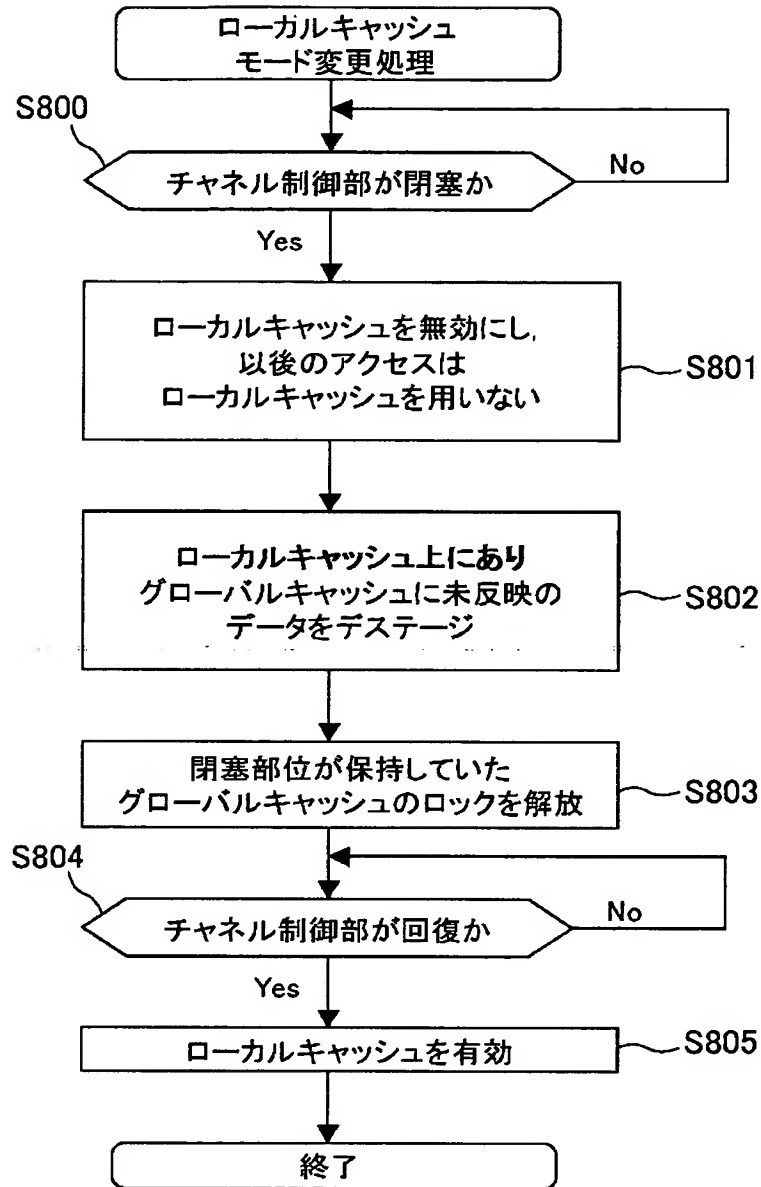 ローカルキャッシュ
モード変更処理
S800
チャネル制御部が閉塞か
No
Yes
ローカルキャッシュを無効にし,
以後のアクセスは
ローカルキャッシュを用いない
S801
ローカルキャッシュ上にあり
グローバルキャッシュに未反映の
データをデステージ
S802
閉塞部位が保持していた
グローバルキャッシュのロックを解放
S803
S804
チャネル制御部が回復か
No
Yes
ローカルキャッシュを有効
S805
終了